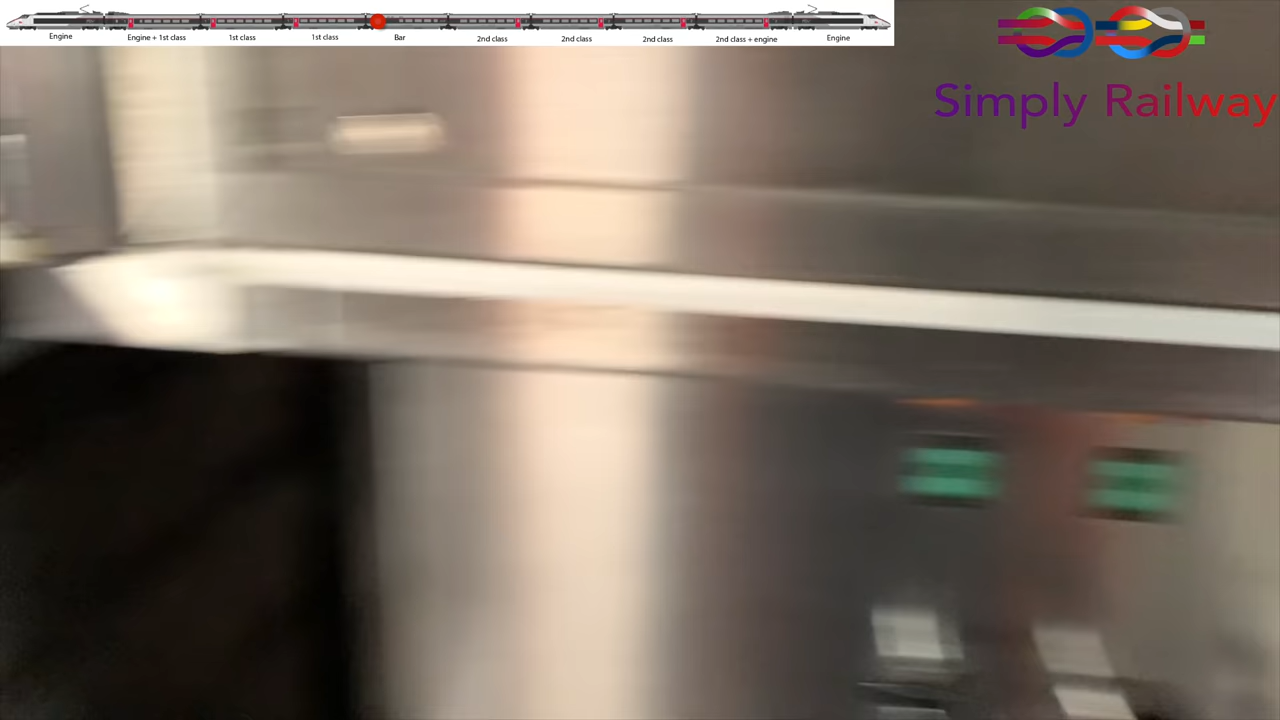 Engine
Engine + 1st class
1st class
1st class
Bar
2nd class
2nd class
2nd class
2nd class + engine
Engine
Simply Railway